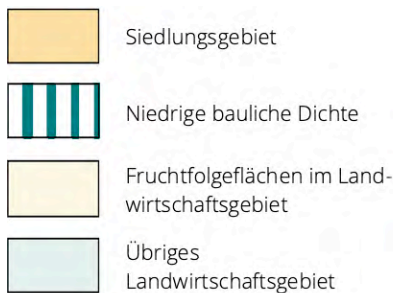 Siedlungsgebiet
Niedrige bauliche Dichte
Fruchtfolgeflächen im Land-
wirtschaftsgebiet
Übriges
Landwirtschaftsgebiet